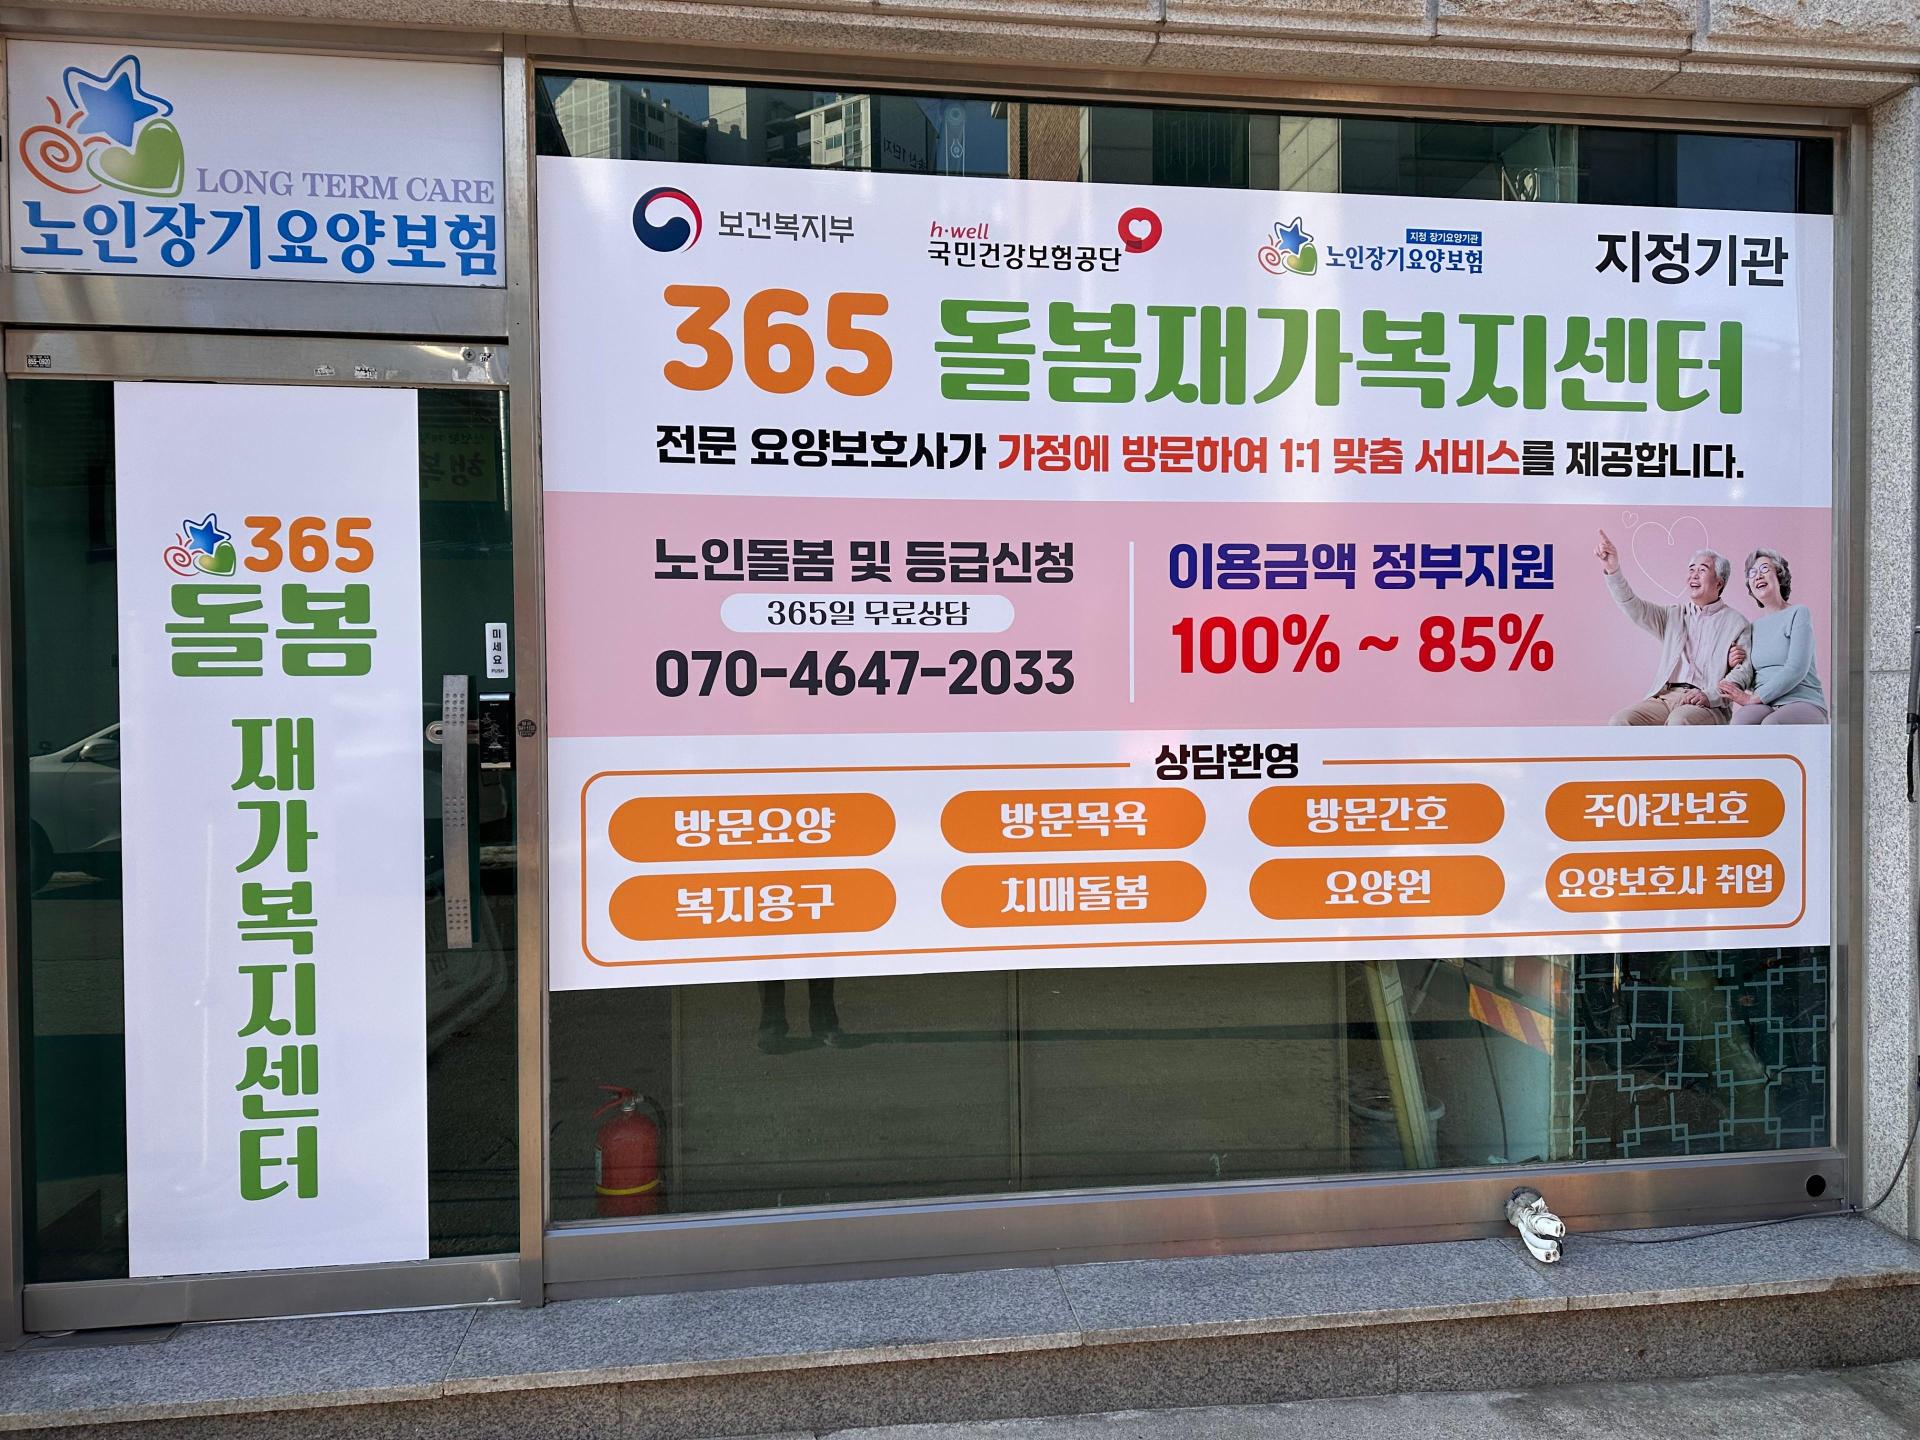 LONG TERM CARE
노인장기요양보험
보건복지부
h·well
국민건강보험공단
지정 장기요양기관
노인장기요양보험
지정기관
365 돌봄재가복지센터
전문 요양보호사가 가정에 방문하여 1:1 맞춤 서비스를 제공합니다.
노인돌봄 및 등급신청
365일 무료상담
070-4647-2033
이용금액 정부지원
100% ~ 85%
상담환영
방문요양 방문목욕 방문간호 주야간보호
복지용구 치매돌봄 요양원 요양보호사 취업
365
돌봄
재가복지센터
미세요
PUSH